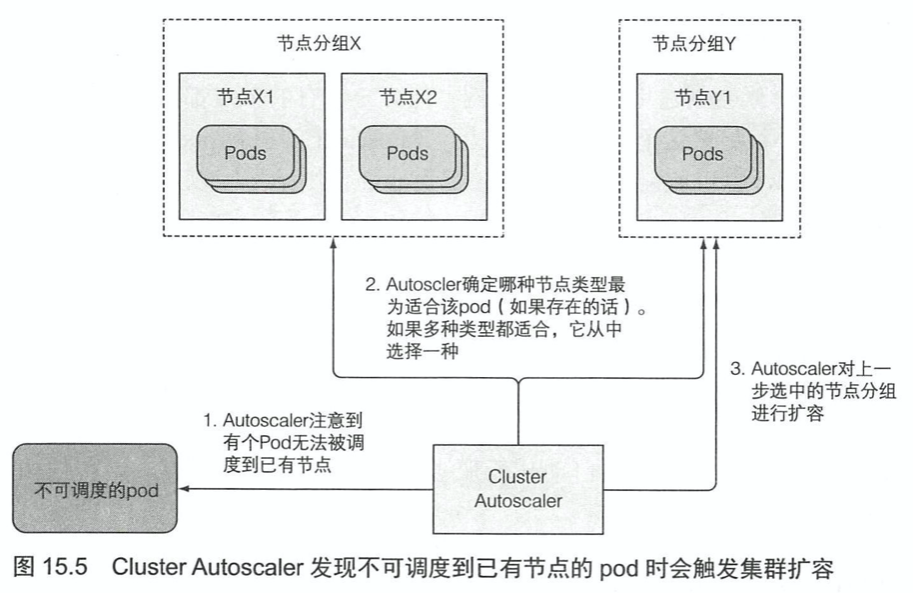 节点分组X
节点分组Y
节点X1
节点X2
节点Y1
Pods
Pods
Pods
2. Autoscler确定哪种节点类型最
为适合该pod（如果存在的话）。
如果多种类型都适合，它从中
选择一种
3. Autoscaler对上一
步选中的节点分组
进行扩容
1. Autoscaler注意到
有个Pod无法被调
度到已有节点
不可调度的pod
Cluster
Autoscaler
图 15.5 Cluster Autoscaler 发现不可调度到已有节点的 pod 时会触发集群扩容